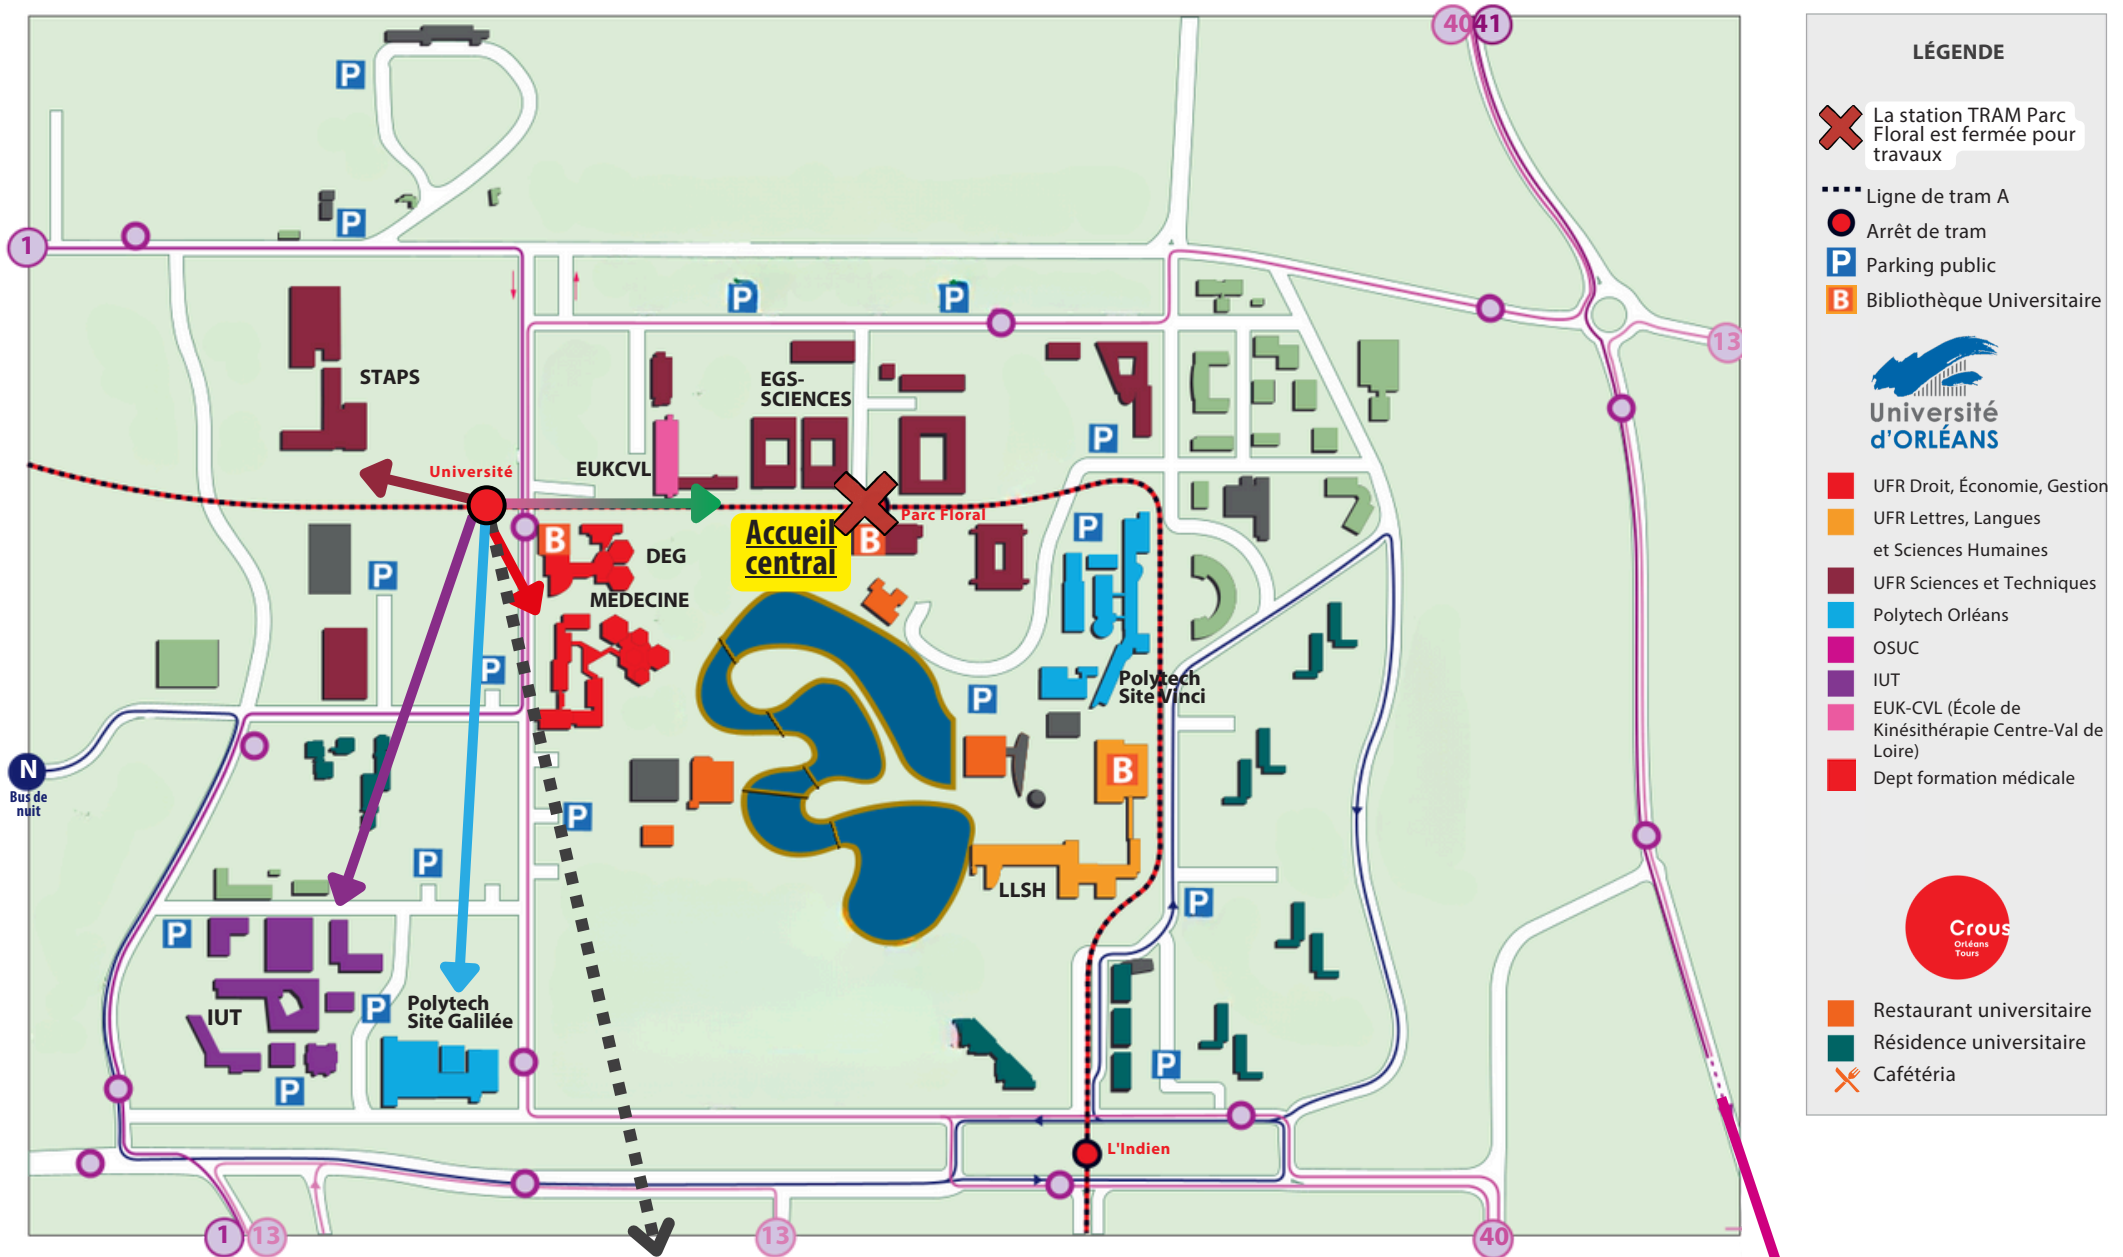 40
41
P
P
1
P
P
13
STAPS
EGS-
SCIENCES
P
Université
EUKCVL
Parc Floral
B
Accueil
central
B
P
DEG
P
MEDECINE
P
Polytech
Site Vinci
P
N
Bus de
nuit
B
P
P
LLSH
P
P
IUT
P
Polytech
Site Galilée
P
P
L'Indien
1
13
13
40
LÉGENDE
La station TRAM Parc
Floral est fermée pour
travaux
Ligne de tram A
Arrêt de tram
P
Parking public
B
Bibliothèque Universitaire
Université
d'ORLÉANS
UFR Droit, Économie, Gestion
UFR Lettres, Langues
et Sciences Humaines
UFR Sciences et Techniques
Polytech Orléans
OSUC
IUT
EUK-CVL (École de
Kinésithérapie Centre-Val de
Loire)
Dept formation médicale
Crous
Orléans
Tours
Restaurant universitaire
Résidence universitaire
Cafétéria